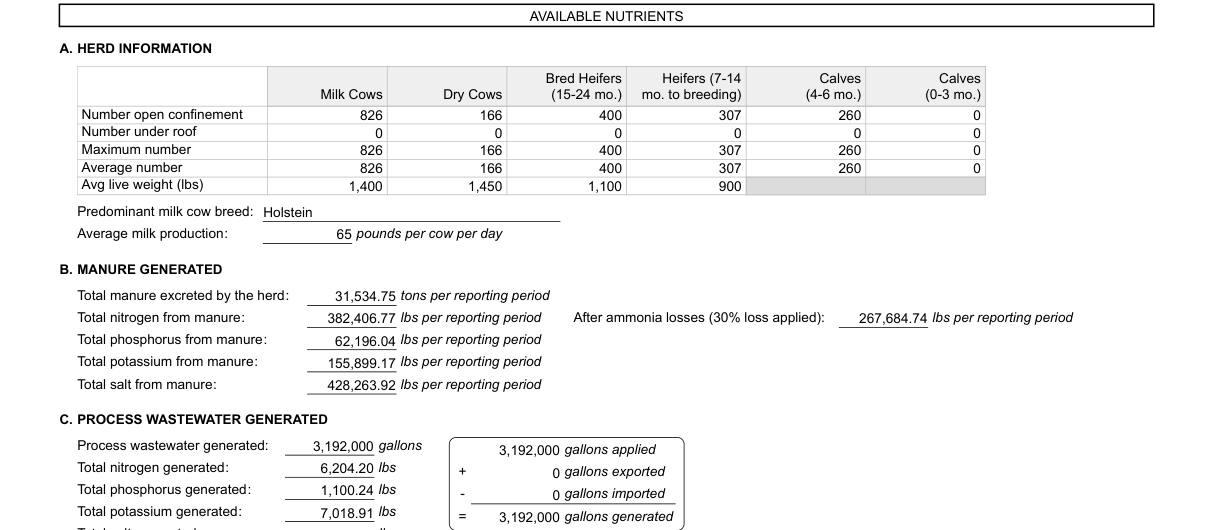 AVAILABLE NUTRIENTS
A. HERD INFORMATION
Milk Cows Dry Cows Bred Heifers (15-24 mo.) Heifers (7-14 mo. to breeding) Calves (4-6 mo.) Calves (0-3 mo.)
Number open confinement 826 166 400 307 260 0
Number under roof 0 0 0 0 0 0
Maximum number 826 166 400 307 260 0
Average number 826 166 400 307 260 0
Avg live weight (lbs) 1,400 1,450 1,100 900
Predominant milk cow breed: Holstein
Average milk production: 65 pounds per cow per day
B. MANURE GENERATED
Total manure excreted by the herd: 31,534.75 tons per reporting period
Total nitrogen from manure: 382,406.77 lbs per reporting period After ammonia losses (30% loss applied): 267,684.74 lbs per reporting period
Total phosphorus from manure: 62,196.04 lbs per reporting period
Total potassium from manure: 155,899.17 lbs per reporting period
Total salt from manure: 428,263.92 lbs per reporting period
C. PROCESS WASTEWATER GENERATED
Process wastewater generated: 3,192,000 gallons
Total nitrogen generated: 6,204.20 lbs
Total phosphorus generated: 1,100.24 lbs
Total potassium generated: 7,018.91 lbs
3,192,000 gallons applied
+ 0 gallons exported
- 0 gallons imported
= 3,192,000 gallons generated